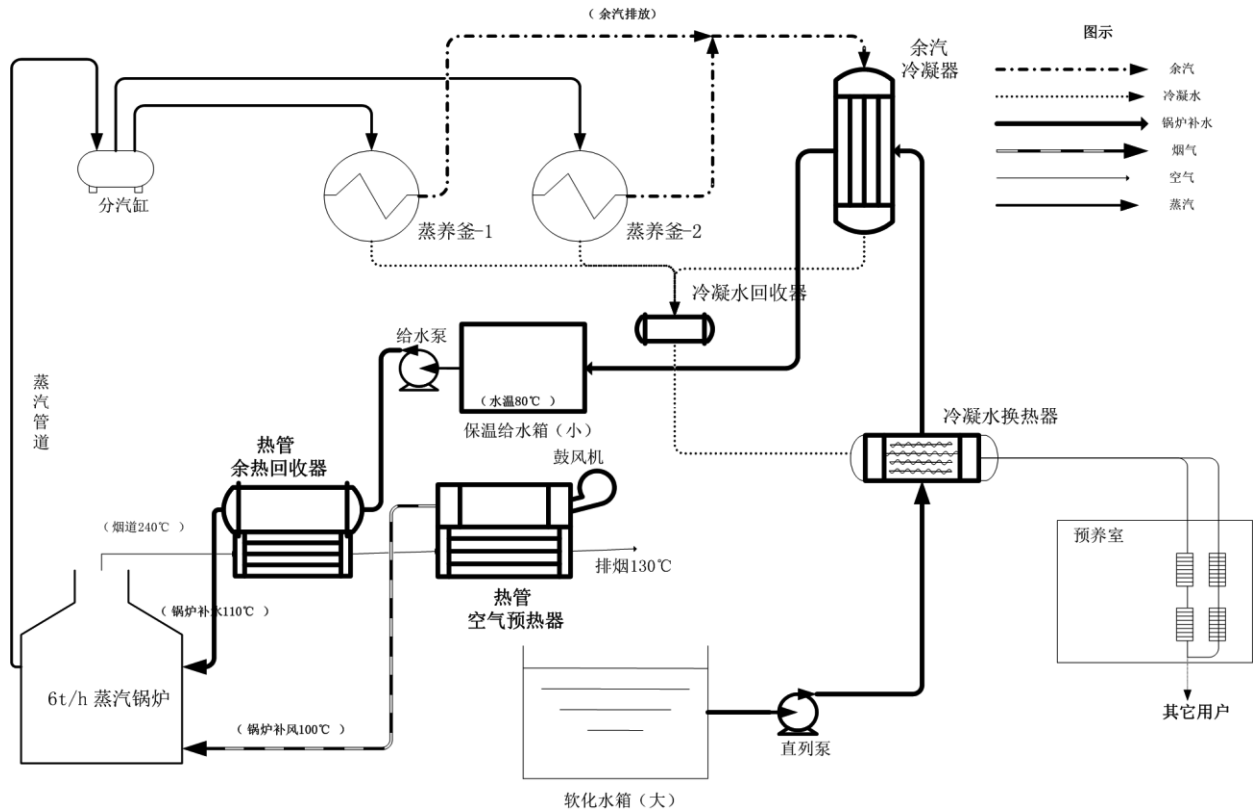 （余汽排放）
图示
余汽
冷凝器
余汽
冷凝水
锅炉补水
烟气
空气
蒸汽
分汽缸
蒸养釜-1
蒸养釜-2
冷凝水回收器
给水泵
（水温80℃）
保温给水箱（小）
冷凝水换热器
蒸汽管道
热管
余热回收器
鼓风机
（烟道240℃）
排烟130℃
预养室
热管
空气预热器
（锅炉补水110℃）
6t/h 蒸汽锅炉
（锅炉补风100℃）
直列泵
其它用户
软化水箱（大）